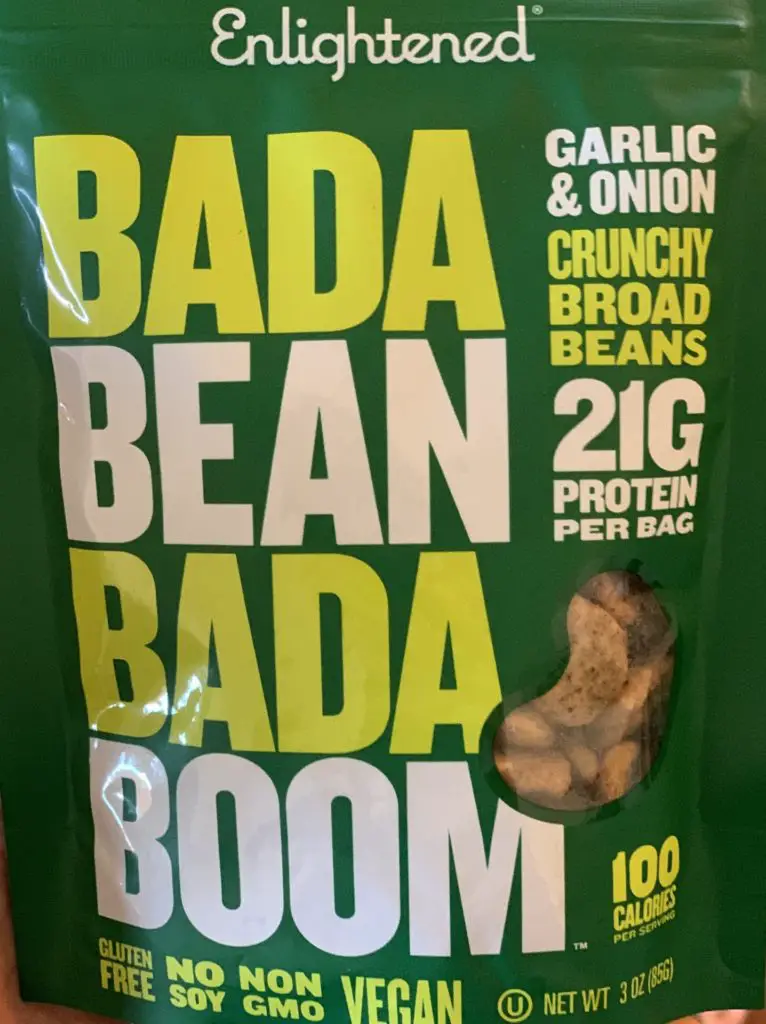 Enlightened®
BADA
BEAN
BADA
BOOM™
GARLIC
& ONION
CRUNCHY
BROAD
BEANS
21G
PROTEIN
PER BAG
100
CALORIES
PER SERVING
GLUTEN
FREE
NO
SOY
NON
GMO
VEGAN
U NET WT 3 OZ (85G)